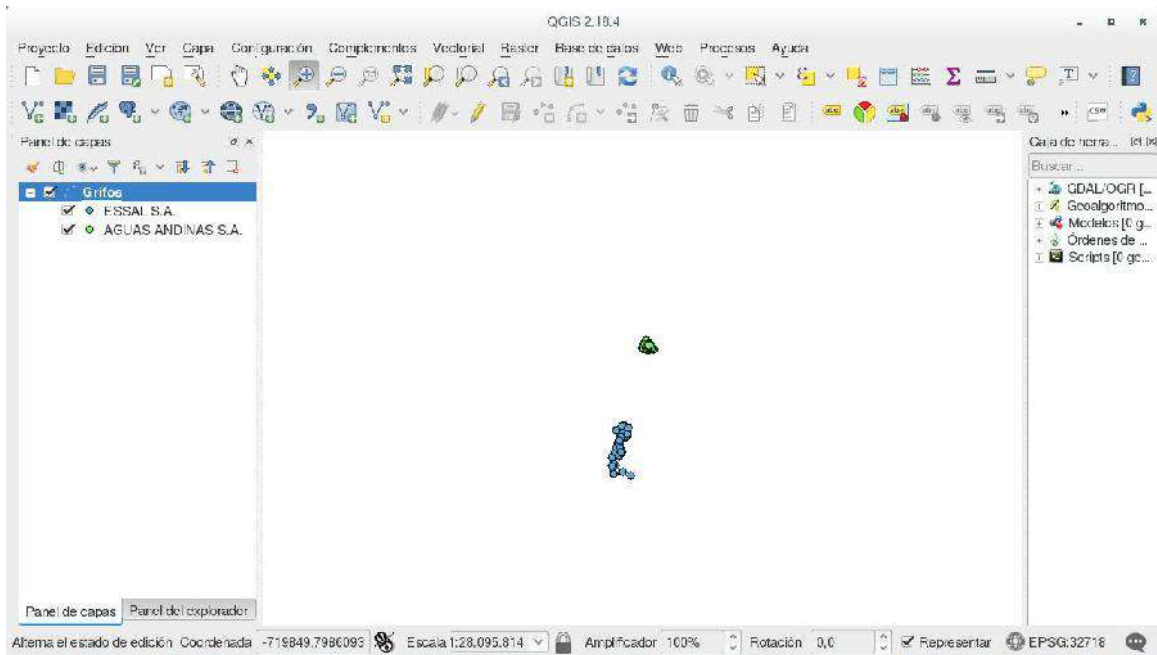 QGIS 2.18.4
Proyecto Edición Ver Capa Configuración Complementos Vectorial Raster Base de datos Web Procesos Ayuda
Panel de capas
Caja de herra...
Buscar...
Grifos
ESSAL S.A.
AGUAS ANDINAS S.A.
GDAL/OGR [...
Geoalgoritmo...
Modelos [0 g...
Órdenes de ...
Scripts [0 ge...
Panel de capas Panel del explorador
Alterna el estado de edición Coordenada -719849,7986093 Escala 1:28.095.814 Amplificador 100% Rotación 0,0 Representar EPSG:32718